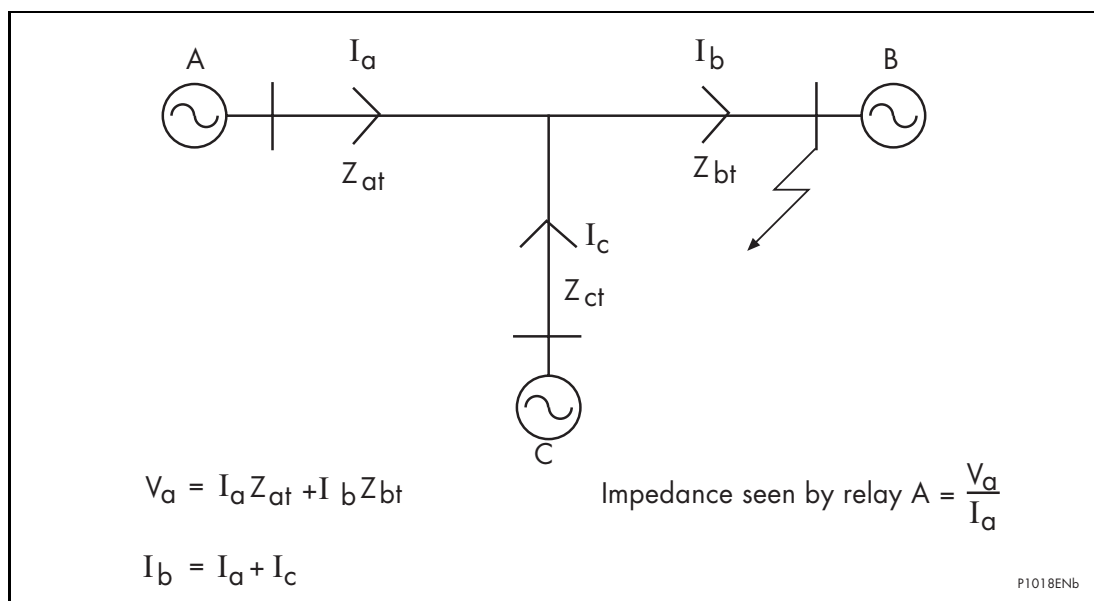 A
I_a
I_b
B
Z_at
Z_bt
I_c
Z_ct
C
V_a = I_a Z_at + I_b Z_bt
Impedance seen by relay A = V_a / I_a
I_b = I_a + I_c
P1018ENb